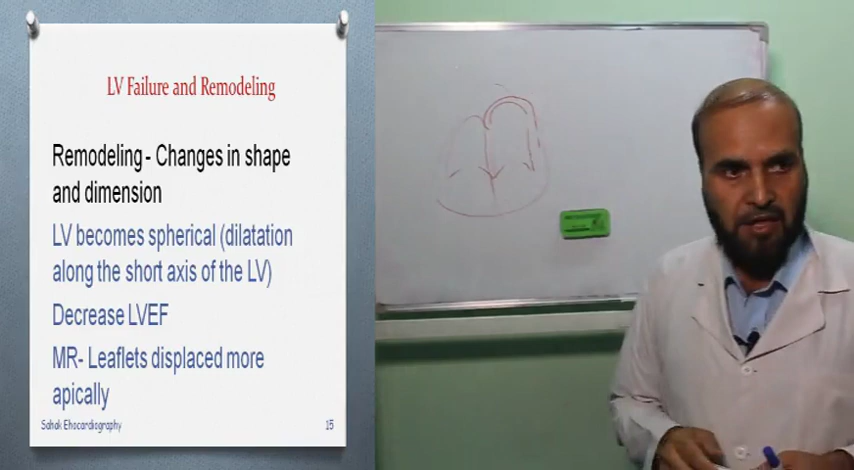 LV Failure and Remodeling
Remodeling - Changes in shape
and dimension
LV becomes spherical (dilatation
along the short axis of the LV)
Decrease LVEF
MR- Leaflets displaced more
apically
Sahak Ehocardiography 15